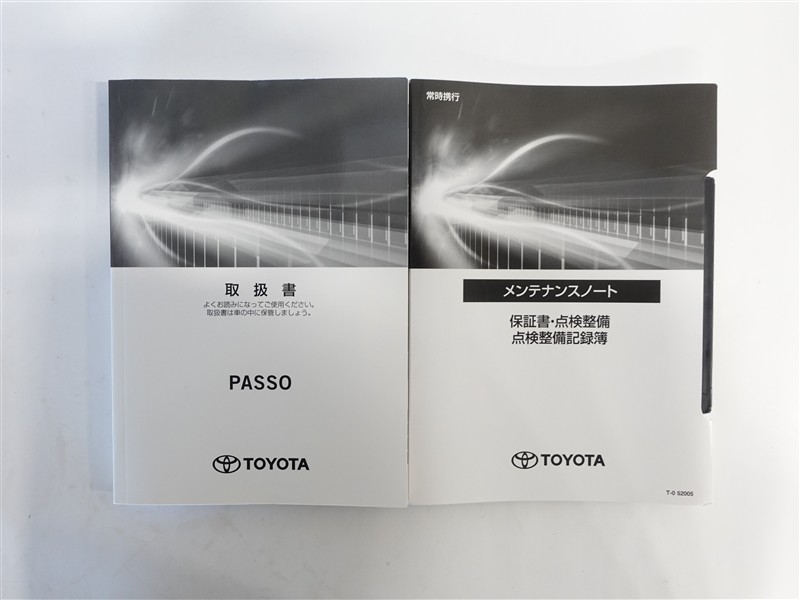 取扱書
よくお読みになってご使用ください。
取扱書は車の中に保管しましょう。
PASSO
TOYOTA
常時携行
メンテナンスノート
保証書・点検整備
点検整備記録簿
TOYOTA
T-0 52005